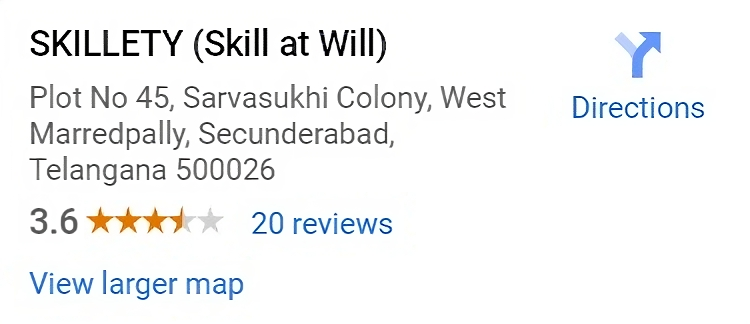 SKILLETY (Skill at Will)
Directions
Plot No 45, Sarvasukhi Colony, West
Marredpally, Secunderabad,
Telangana 500026
3.6 20 reviews
View larger map